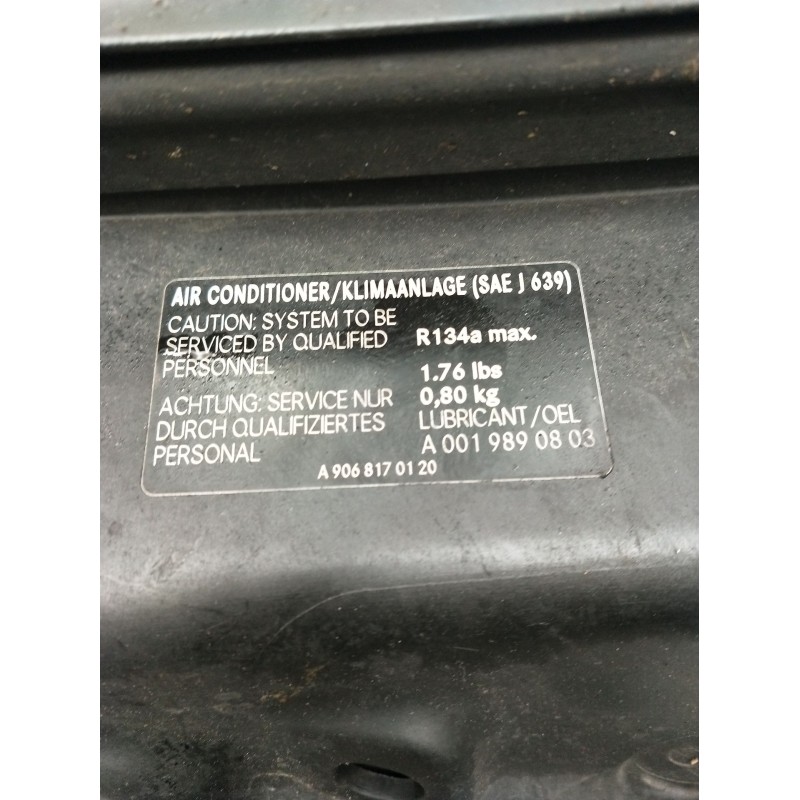 AIR CONDITIONER/KLIMAANLAGE (SAE J 639)
CAUTION: SYSTEM TO BE
SERVICED BY QUALIFIED
PERSONNEL
ACHTUNG: SERVICE NUR
DURCH QUALIFIZIERTES
PERSONAL
R134a max.
1.76 lbs
0,80 kg
LUBRICANT/OEL
A 001 989 08 03
A 906 817 01 20